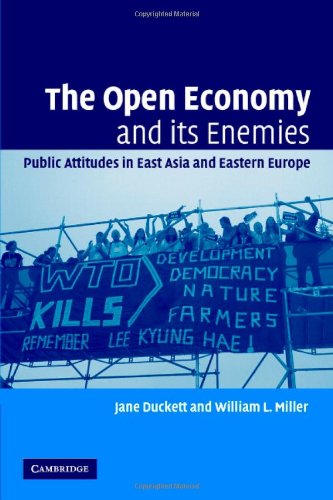 The Open Economy
and its Enemies
Public Attitudes in East Asia and Eastern Europe
WTO
KILLS
DEVELOPMENT
DEMOCRACY
NATURE
FARMERS
REMEMBER LEE KYUNG HAE!
Jane Duckett and William L. Miller
CAMBRIDGE